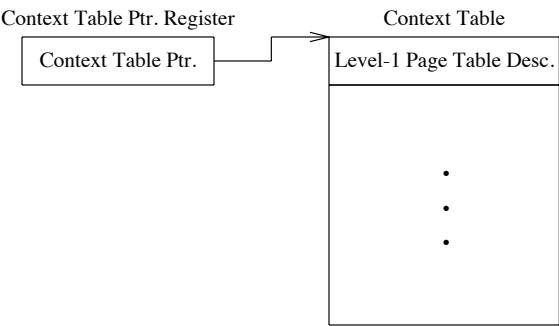 Context Table Ptr. Register
Context Table
Context Table Ptr.
Level-1 Page Table Desc.